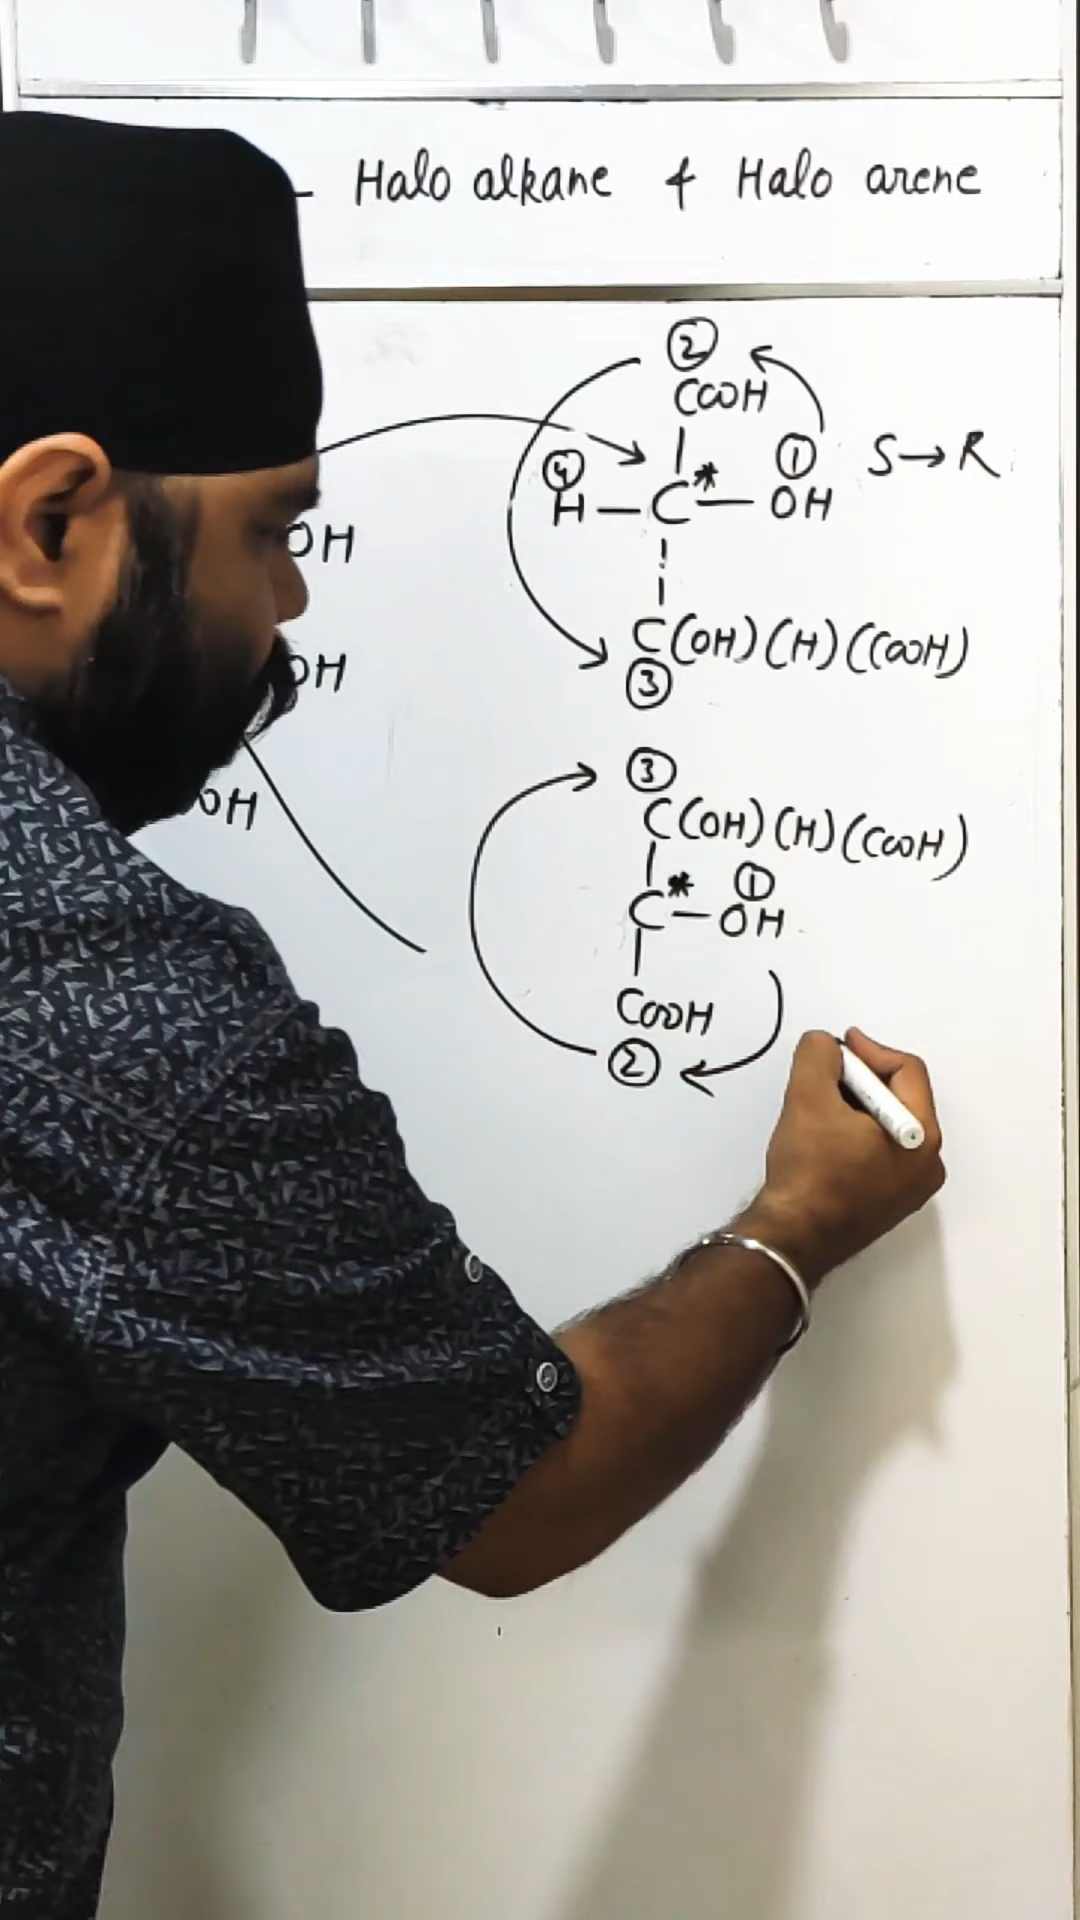 - Halo alkane & Halo arene
②
COOH
④ ① S→R
H-C*-OH
OH
C(OH)(H)(COOH)
③
OH
③
OH C(OH)(H)(COOH)
①
C*-OH
COOH
②